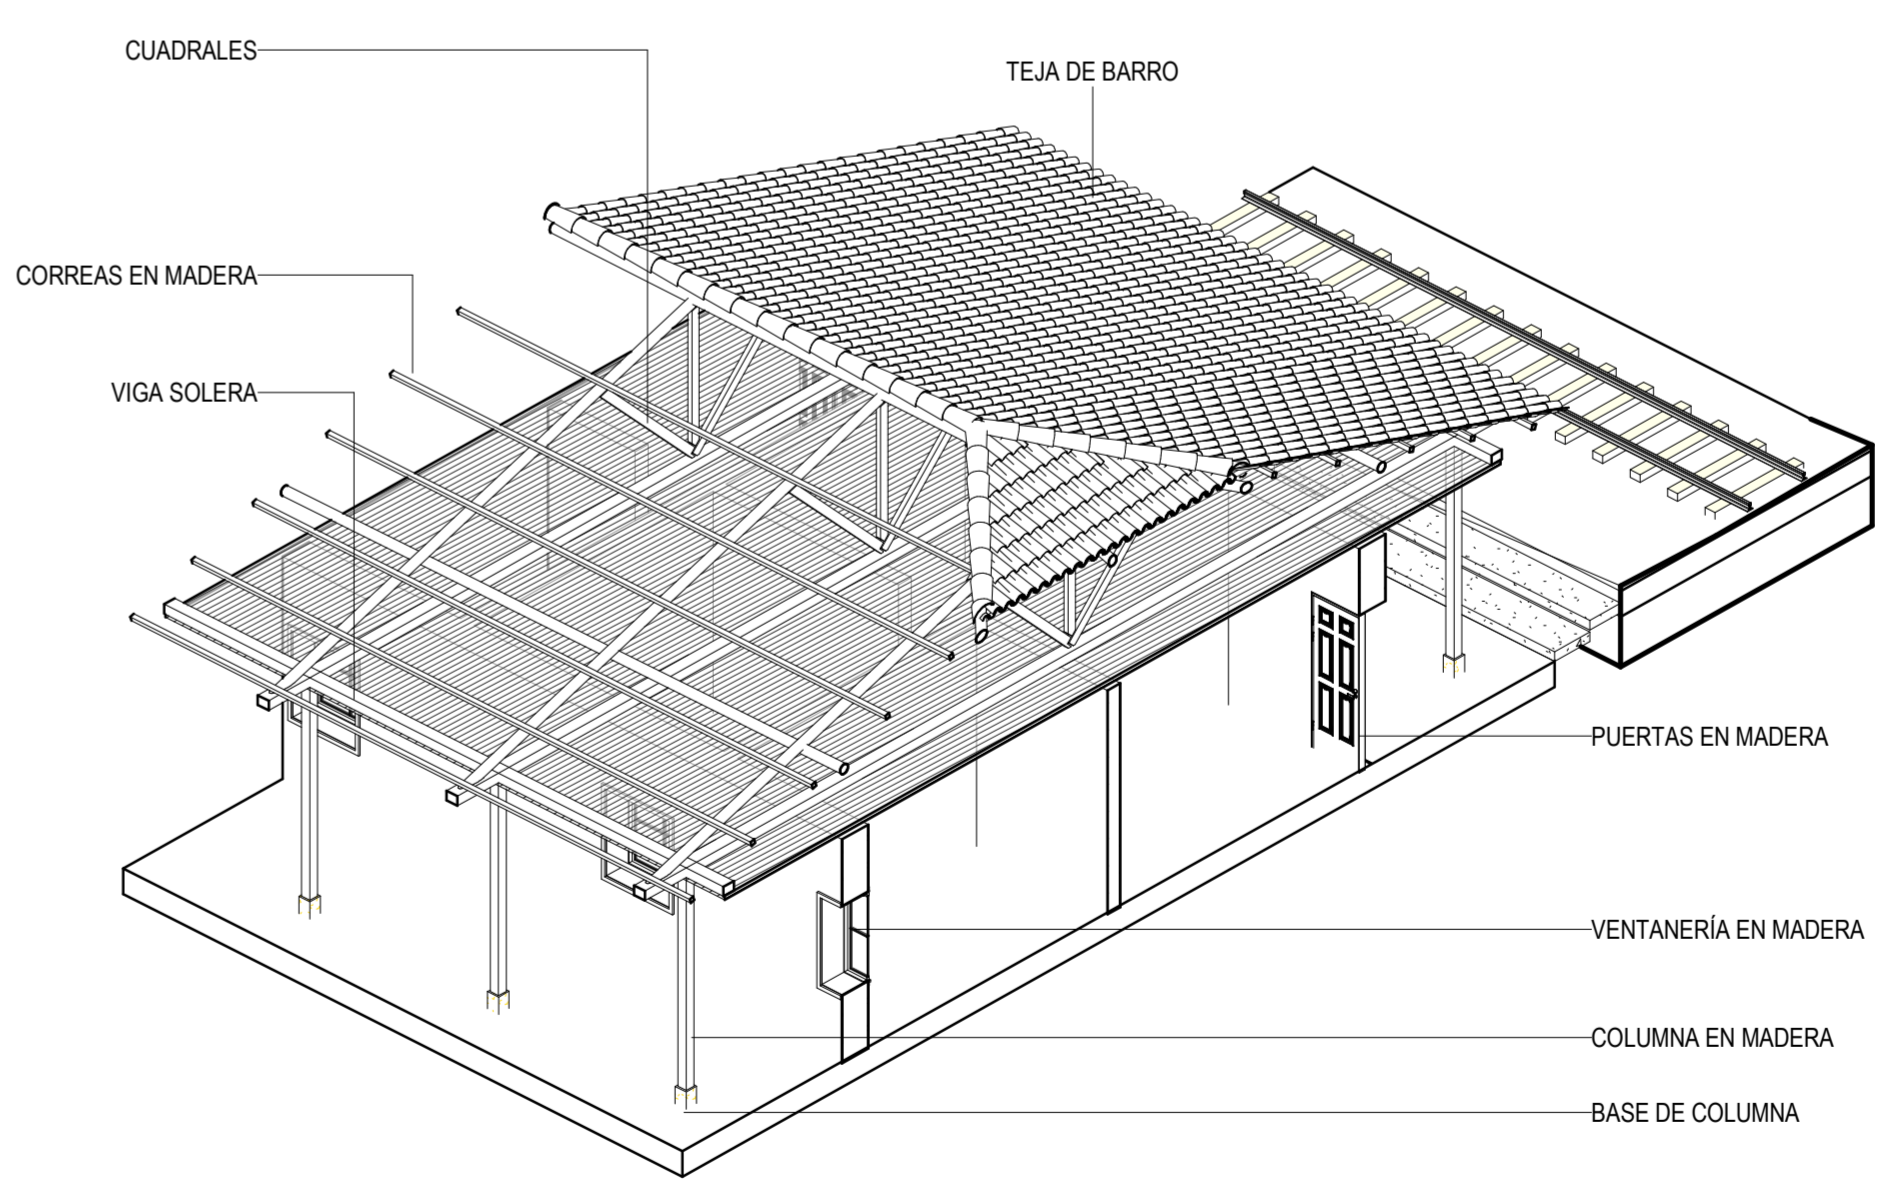 CUADRALES
TEJA DE BARRO
CORREAS EN MADERA
VIGA SOLERA
PUERTAS EN MADERA
VENTANERÍA EN MADERA
COLUMNA EN MADERA
BASE DE COLUMNA